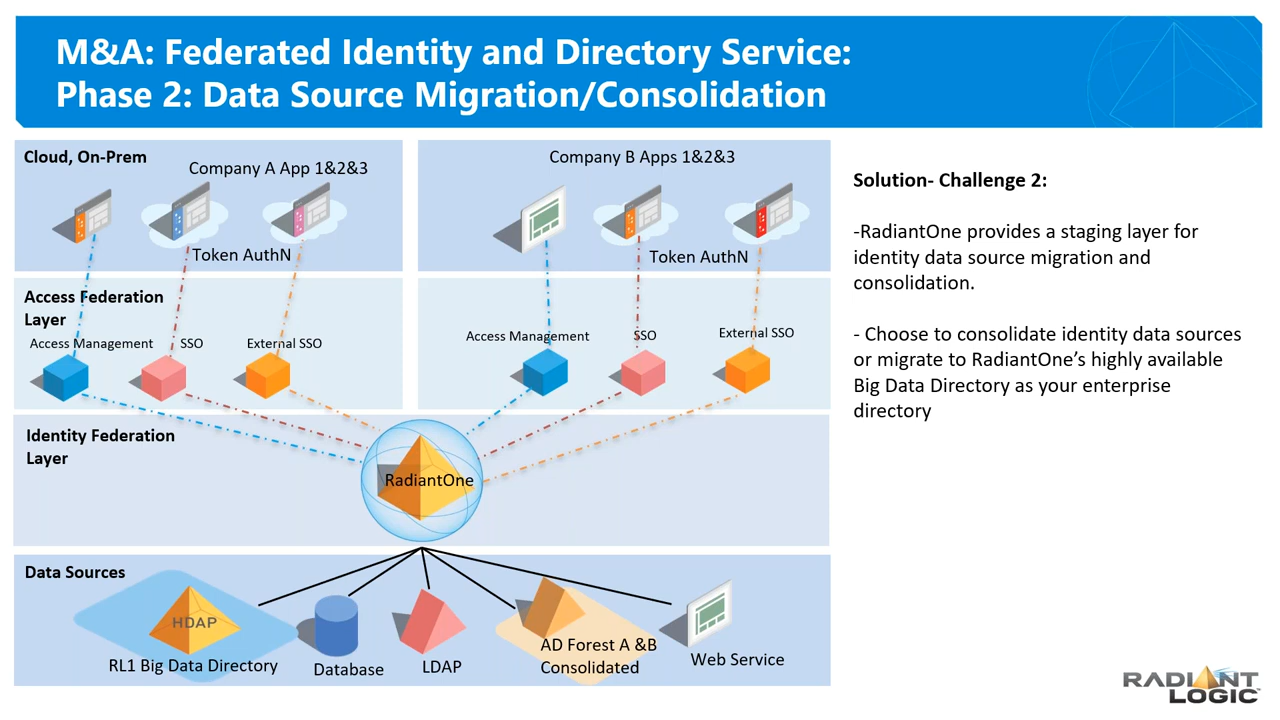 M&A: Federated Identity and Directory Service:
Phase 2: Data Source Migration/Consolidation
Cloud, On-Prem
Company A App 1&2&3
Token AuthN
Company B Apps 1&2&3
Token AuthN
Access Federation
Layer
Access Management
SSO
External SSO
Access Management
SSO
External SSO
Identity Federation
Layer
RadiantOne
Data Sources
HDAP
RL1 Big Data Directory
Database
LDAP
AD Forest A &B
Consolidated
Web Service
Solution- Challenge 2:
-RadiantOne provides a staging layer for
identity data source migration and
consolidation.
- Choose to consolidate identity data sources
or migrate to RadiantOne’s highly available
Big Data Directory as your enterprise
directory
RADIANT
LOGIC